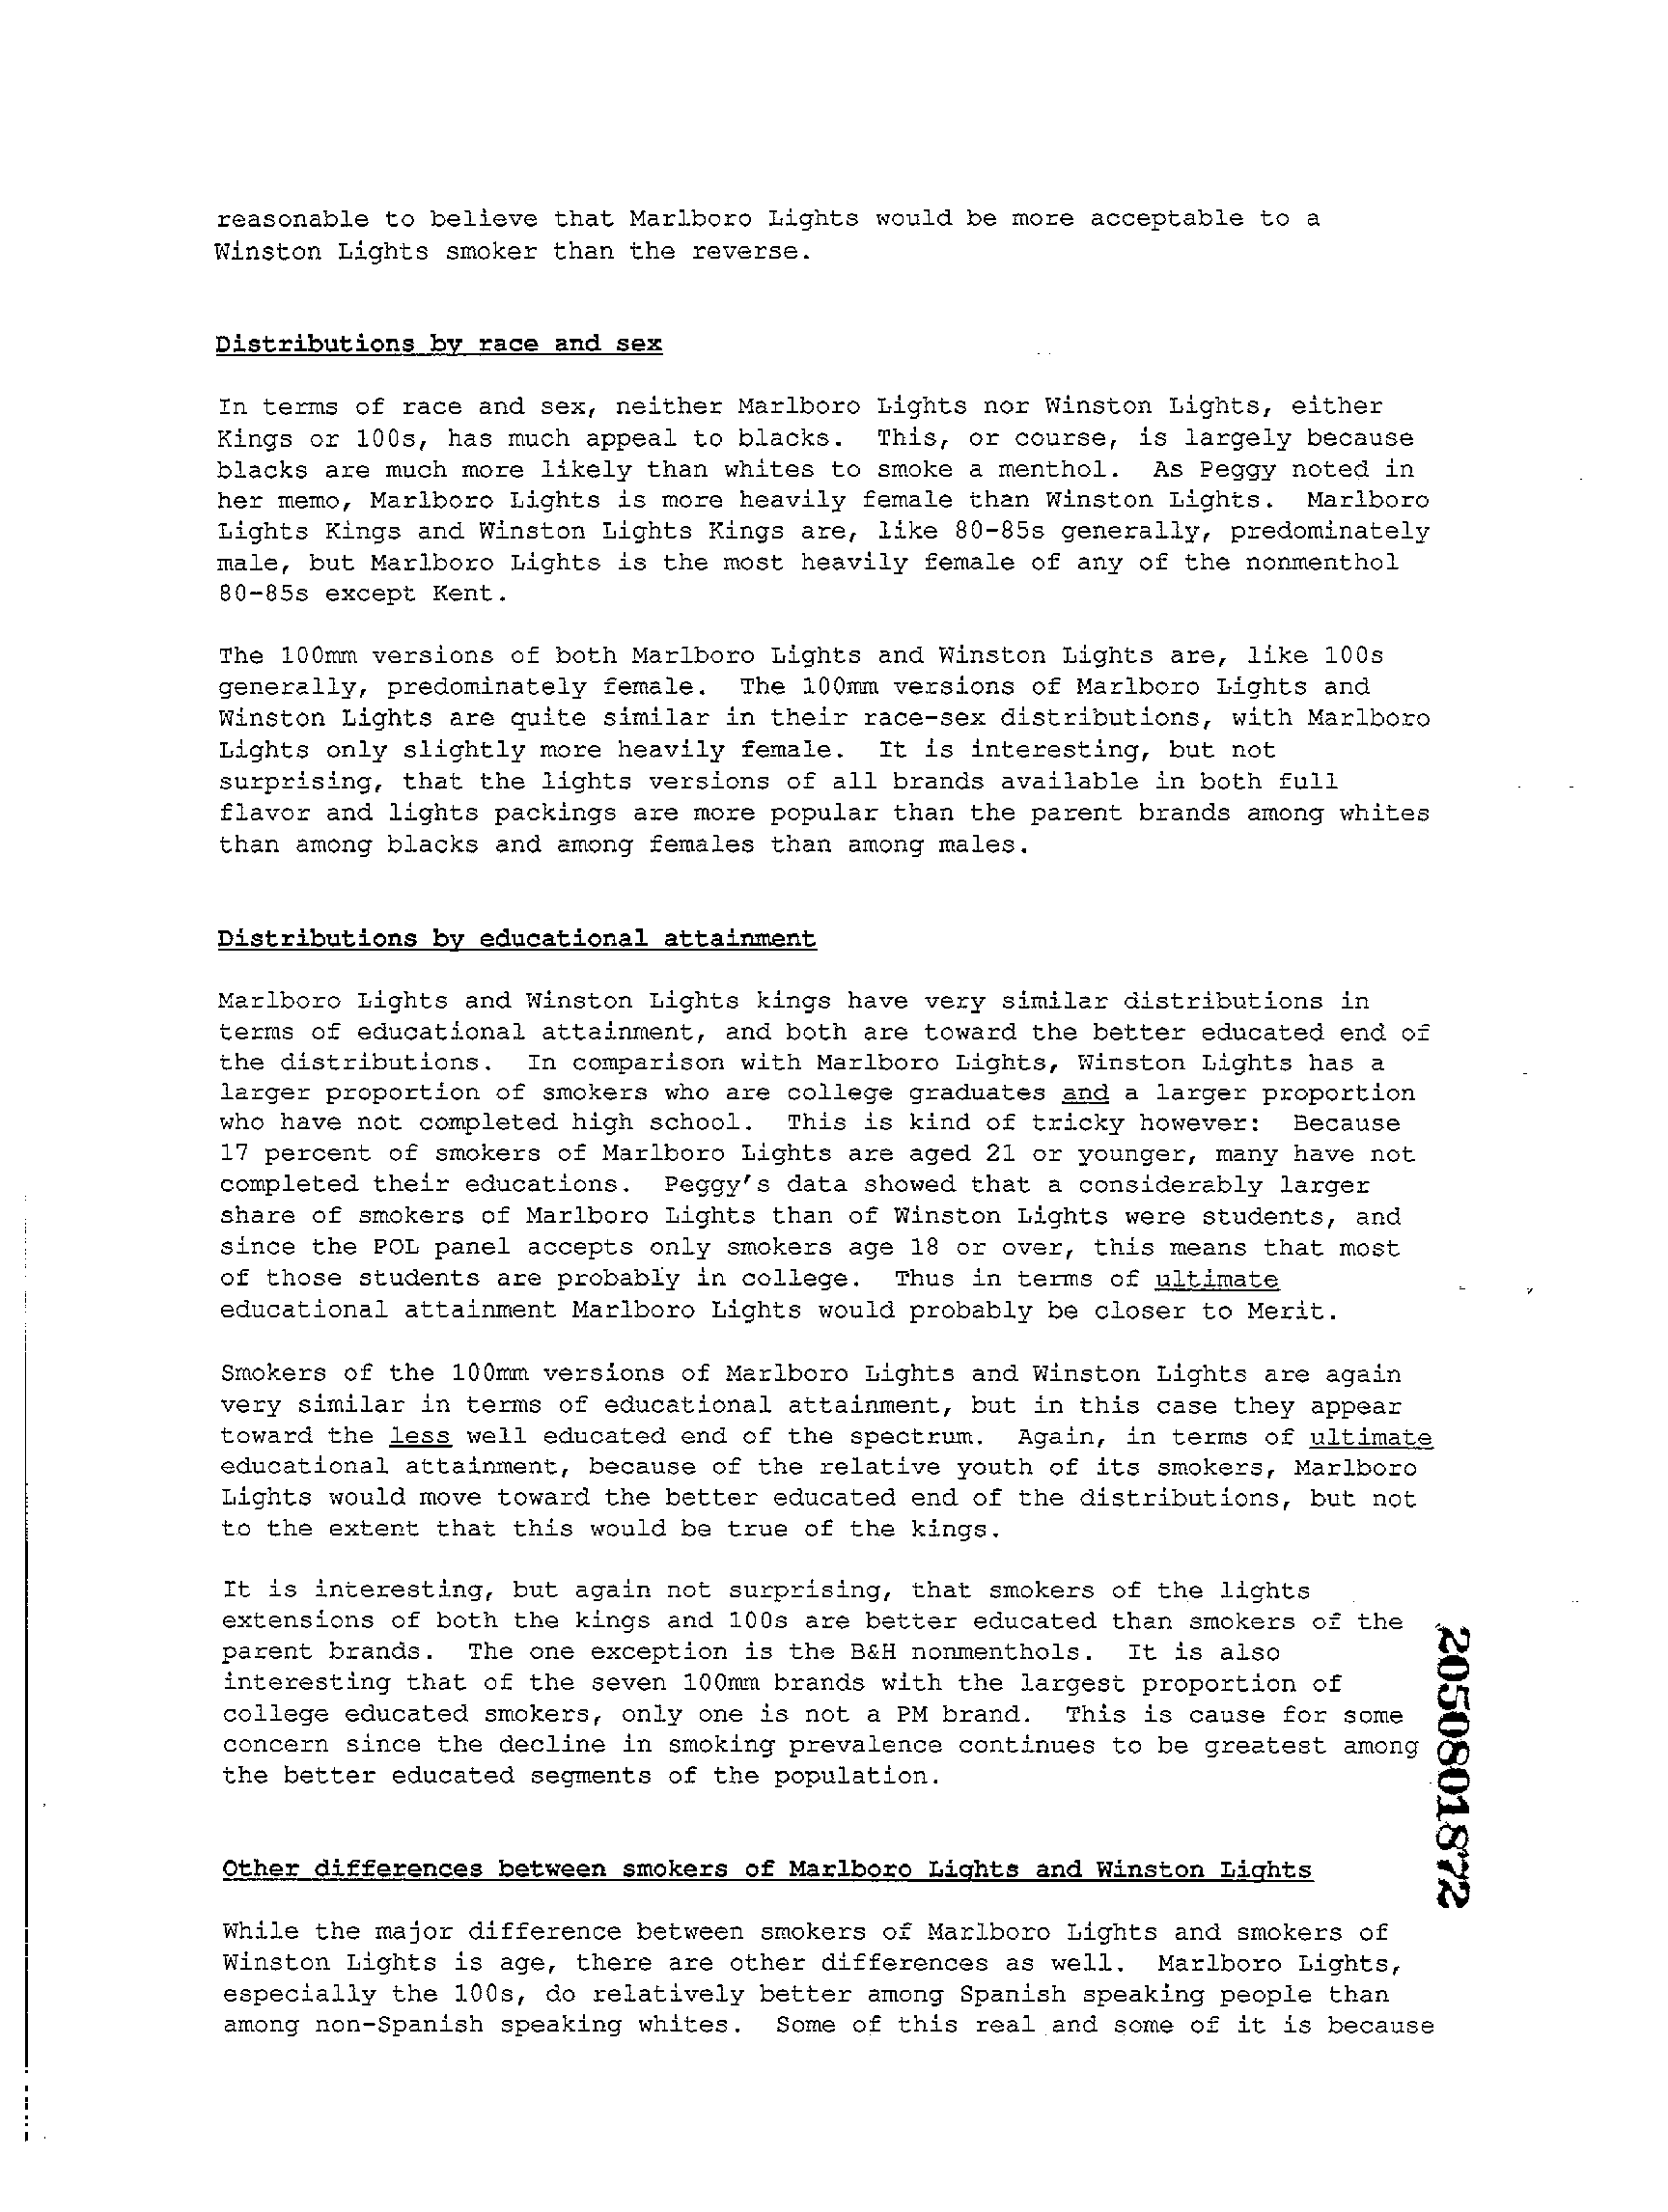 reasonable to believe that Marlboro Lights would be more acceptable to a
Winston Lights smoker than the reverse.
Distributions by race and sex
In terms of race and sex, neither Marlboro Lights nor Winston Lights, either
Kings or 100s, has much appeal to blacks.  This, or course, is largely because
blacks are much more likely than whites to smoke a menthol.  As Peggy noted in
her memo, Marlboro Lights is more heavily female than Winston Lights.  Marlboro
Lights Kings and Winston Lights Kings are, like 80-85s generally, predominately
male, but Marlboro Lights is the most heavily female of any of the nonmenthol
80-85s except Kent.
The 100mm versions of both Marlboro Lights and Winston Lights are, like 100s
generally, predominately female.  The 100mm versions of Marlboro Lights and
Winston Lights are quite similar in their race-sex distributions, with Marlboro
Lights only slightly more heavily female.  It is interesting, but not
surprising, that the lights versions of all brands available in both full
flavor and lights packings are more popular than the parent brands among whites
than among blacks and among females than among males.
Distributions by educational attainment
Marlboro Lights and Winston Lights kings have very similar distributions in
terms of educational attainment, and both are toward the better educated end of
the distributions.  In comparison with Marlboro Lights, Winston Lights has a
larger proportion of smokers who are college graduates and a larger proportion
who have not completed high school.  This is kind of tricky however:  Because
17 percent of smokers of Marlboro Lights are aged 21 or younger, many have not
completed their educations.  Peggy's data showed that a considerably larger
share of smokers of Marlboro Lights than of Winston Lights were students, and
since the POL panel accepts only smokers age 18 or over, this means that most
of those students are probably in college.  Thus in terms of ultimate
educational attainment Marlboro Lights would probably be closer to Merit.
Smokers of the 100mm versions of Marlboro Lights and Winston Lights are again
very similar in terms of educational attainment, but in this case they appear
toward the less well educated end of the spectrum.  Again, in terms of ultimate
educational attainment, because of the relative youth of its smokers, Marlboro
Lights would move toward the better educated end of the distributions, but not
to the extent that this would be true of the kings.
It is interesting, but again not surprising, that smokers of the lights
extensions of both the kings and 100s are better educated than smokers of the
parent brands.  The one exception is the B&H nonmenthols.  It is also
interesting that of the seven 100mm brands with the largest proportion of
college educated smokers, only one is not a PM brand.  This is cause for some
concern since the decline in smoking prevalence continues to be greatest among
the better educated segments of the population.
Other differences between smokers of Marlboro Lights and Winston Lights
While the major difference between smokers of Marlboro Lights and smokers of
Winston Lights is age, there are other differences as well.  Marlboro Lights,
especially the 100s, do relatively better among Spanish speaking people than
among non-Spanish speaking whites.  Some of this real and some of it is because
2050801872